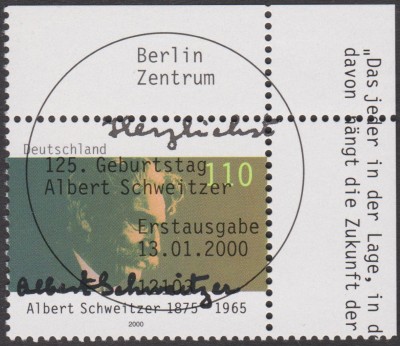 Berlin
Zentrum
Herzlichst
Deutschland
125. Geburtstag
110
Albert Schweitzer
Erstausgabe
13.01.2000
Albert Schweitzer
Albert Schweitzer 1875 - 1965
2000
„Das jeder in der Lage, in d
davon hängt die Zukunft der